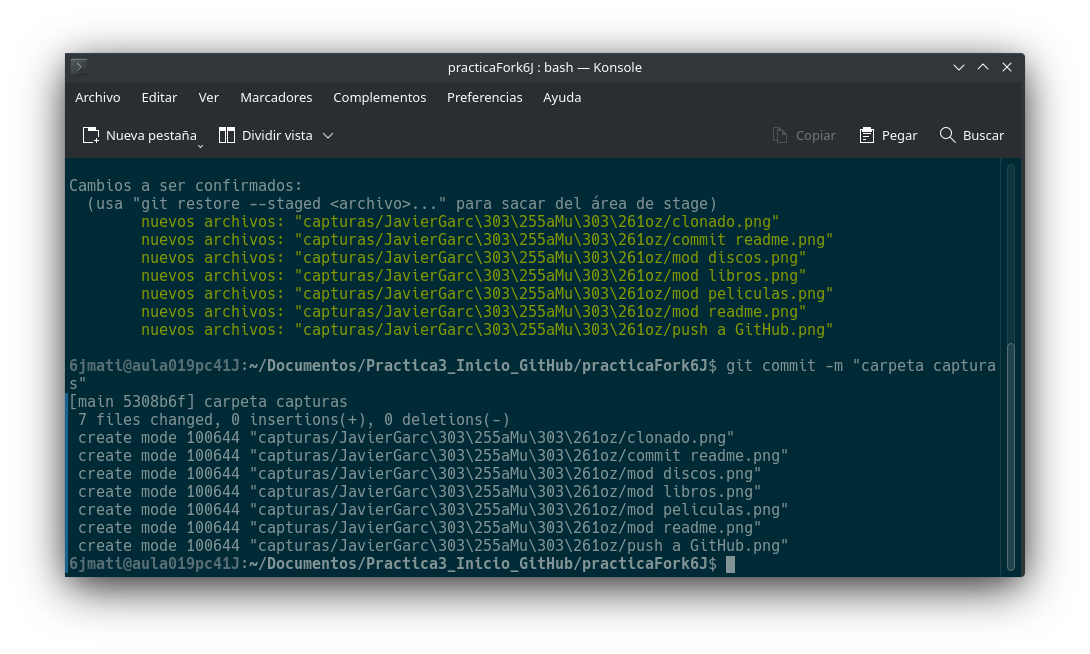 practicaFork6J : bash — Konsole
Archivo Editar Ver Marcadores Complementos Preferencias Ayuda
Nueva pestaña Dividir vista Copiar Pegar Buscar
Cambios a ser confirmados:
  (usa "git restore --staged <archivo>..." para sacar del área de stage)
        nuevos archivos: "capturas/JavierGarc\303\255aMu\303\261oz/clonado.png"
        nuevos archivos: "capturas/JavierGarc\303\255aMu\303\261oz/commit readme.png"
        nuevos archivos: "capturas/JavierGarc\303\255aMu\303\261oz/mod discos.png"
        nuevos archivos: "capturas/JavierGarc\303\255aMu\303\261oz/mod libros.png"
        nuevos archivos: "capturas/JavierGarc\303\255aMu\303\261oz/mod peliculas.png"
        nuevos archivos: "capturas/JavierGarc\303\255aMu\303\261oz/mod readme.png"
        nuevos archivos: "capturas/JavierGarc\303\255aMu\303\261oz/push a GitHub.png"
6jmati@aula019pc41J:~/Documentos/Practica3_Inicio_GitHub/practicaFork6J$ git commit -m "carpeta captura
s"
[main 5308b6f] carpeta capturas
 7 files changed, 0 insertions(+), 0 deletions(-)
 create mode 100644 "capturas/JavierGarc\303\255aMu\303\261oz/clonado.png"
 create mode 100644 "capturas/JavierGarc\303\255aMu\303\261oz/commit readme.png"
 create mode 100644 "capturas/JavierGarc\303\255aMu\303\261oz/mod discos.png"
 create mode 100644 "capturas/JavierGarc\303\255aMu\303\261oz/mod libros.png"
 create mode 100644 "capturas/JavierGarc\303\255aMu\303\261oz/mod peliculas.png"
 create mode 100644 "capturas/JavierGarc\303\255aMu\303\261oz/mod readme.png"
 create mode 100644 "capturas/JavierGarc\303\255aMu\303\261oz/push a GitHub.png"
6jmati@aula019pc41J:~/Documentos/Practica3_Inicio_GitHub/practicaFork6J$